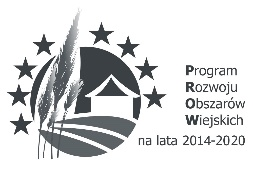 Program
Rozwoju
Obszarów
Wiejskich
na lata 2014-2020